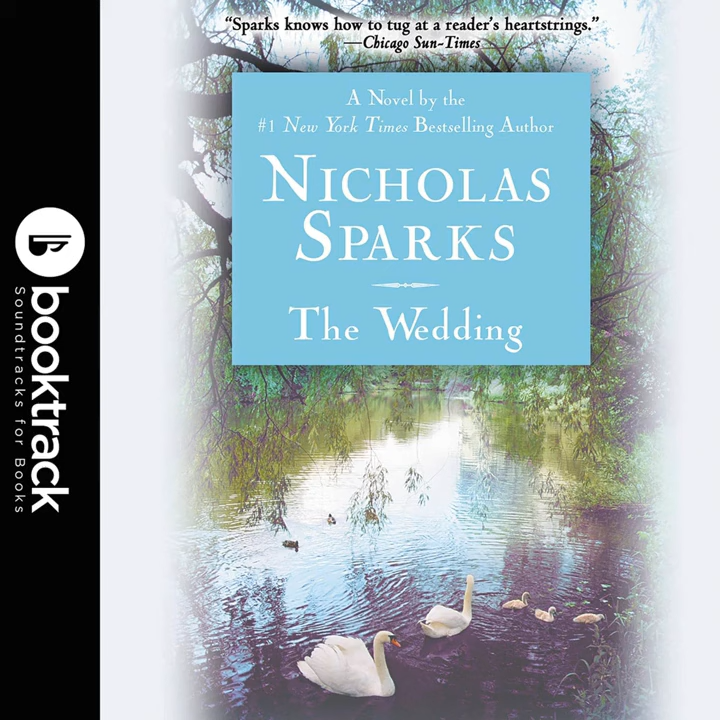 “Sparks knows how to tug at a reader’s heartstrings.”
—Chicago Sun-Times
A Novel by the
#1 New York Times Bestselling Author
NICHOLAS
SPARKS
The Wedding
booktrack
Soundtracks for Books